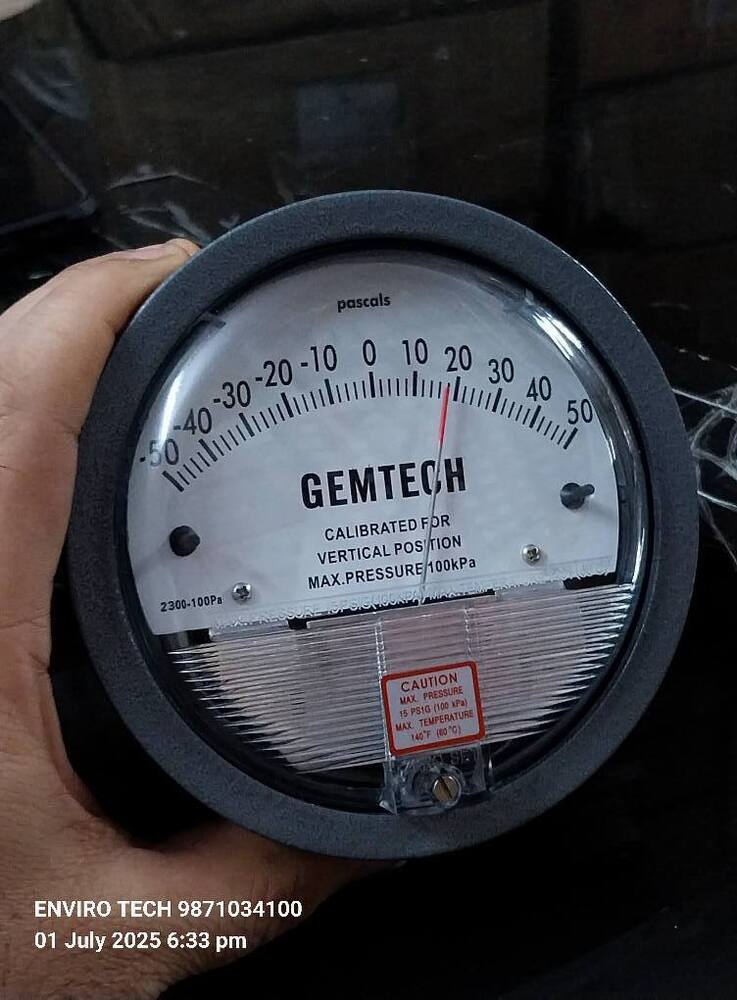 pascals
-50 -40 -30 -20 -10 0 10 20 30 40 50
GEMTECH
CALIBRATED FOR
VERTICAL POSITION
MAX.PRESSURE 100kPa
2300-100Pa
CAUTION
MAX. PRESSURE
15 PSIG (100 kPa)
MAX. TEMPERATURE
140°F (60°C)
ENVIRO TECH 9871034100
01 July 2025 6:33 pm